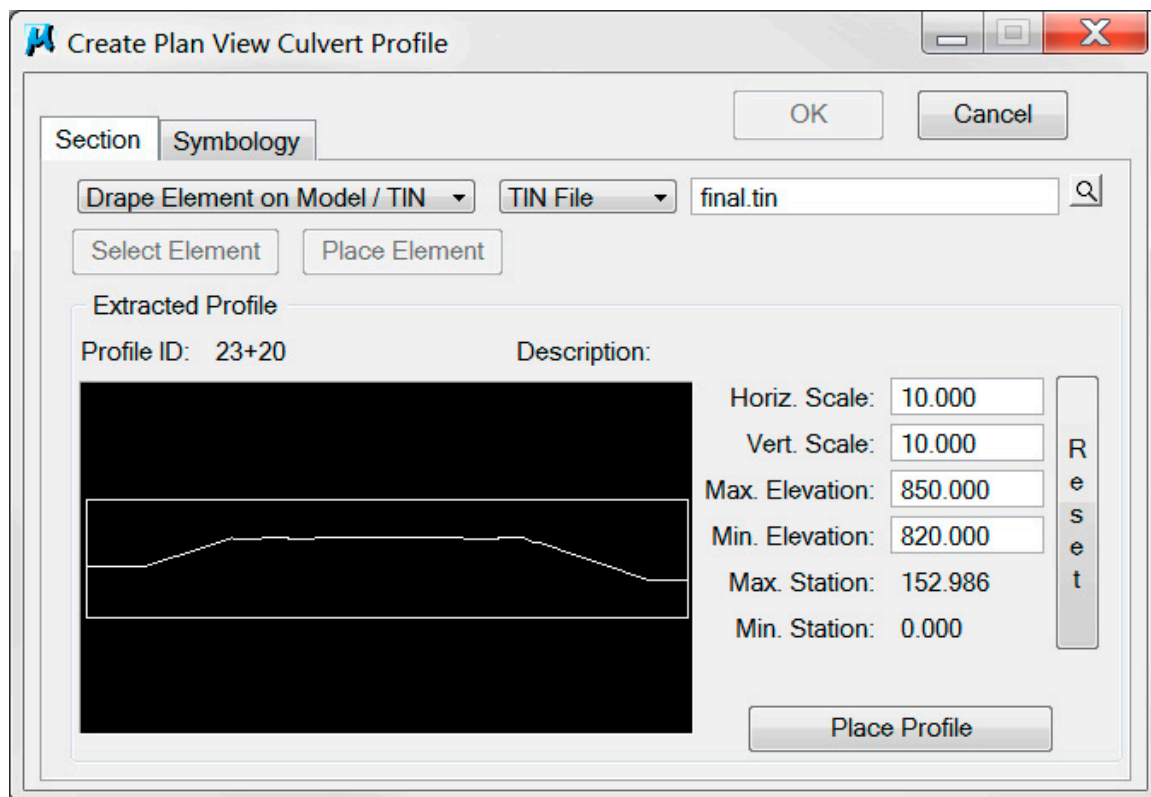 Create Plan View Culvert Profile
OK Cancel
Section Symbology
Drape Element on Model / TIN TIN File final.tin
Select Element Place Element
Extracted Profile
Profile ID: 23+20 Description:
Horiz. Scale: 10.000
Vert. Scale: 10.000
Max. Elevation: 850.000
Min. Elevation: 820.000
Max. Station: 152.986
Min. Station: 0.000
Reset
Place Profile